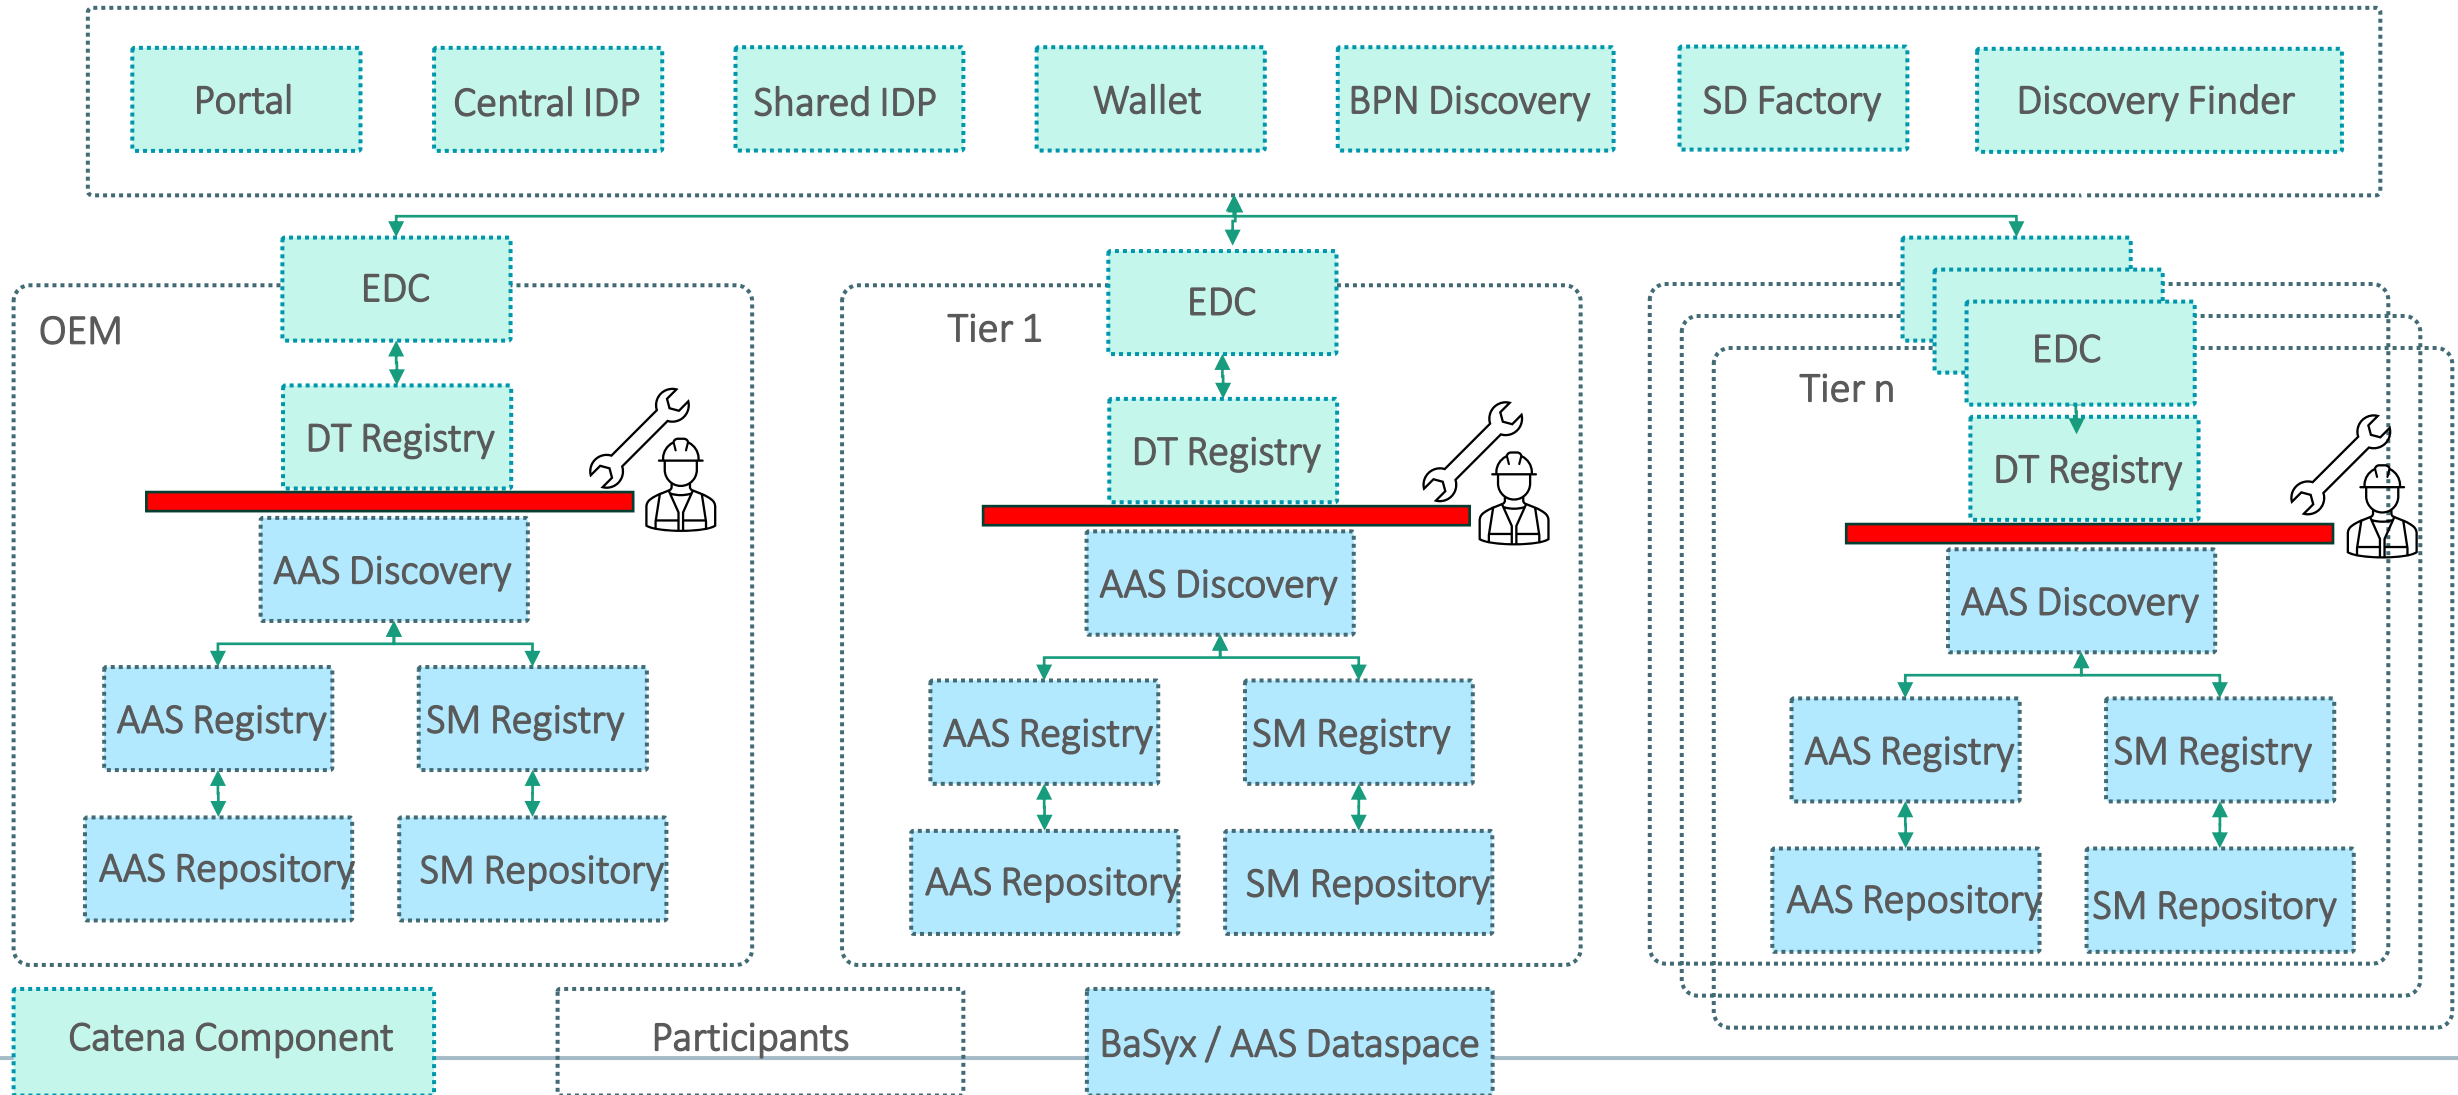 Portal
Central IDP
Shared IDP
Wallet
BPN Discovery
SD Factory
Discovery Finder
OEM
EDC
DT Registry
AAS Discovery
AAS Registry
SM Registry
AAS Repository
SM Repository
Tier 1
EDC
DT Registry
AAS Discovery
AAS Registry
SM Registry
AAS Repository
SM Repository
Tier n
EDC
DT Registry
AAS Discovery
AAS Registry
SM Registry
AAS Repository
SM Repository
Catena Component
Participants
BaSyx / AAS Dataspace